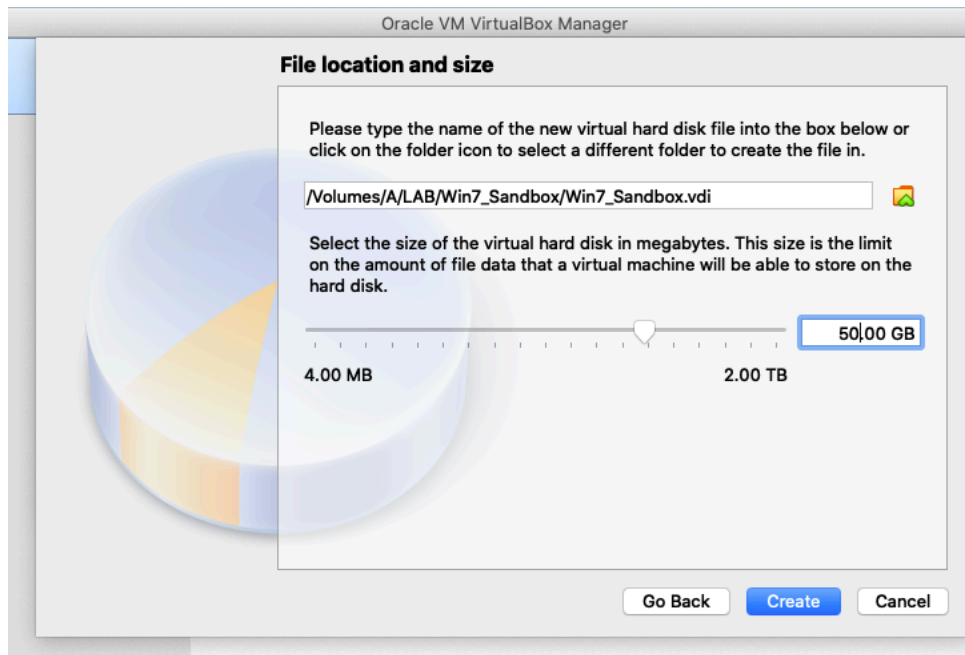 Oracle VM VirtualBox Manager
File location and size
Please type the name of the new virtual hard disk file into the box below or
click on the folder icon to select a different folder to create the file in.
/Volumes/A/LAB/Win7_Sandbox/Win7_Sandbox.vdi
Select the size of the virtual hard disk in megabytes. This size is the limit
on the amount of file data that a virtual machine will be able to store on the
hard disk.
50.00 GB
4.00 MB 2.00 TB
Go Back Create Cancel